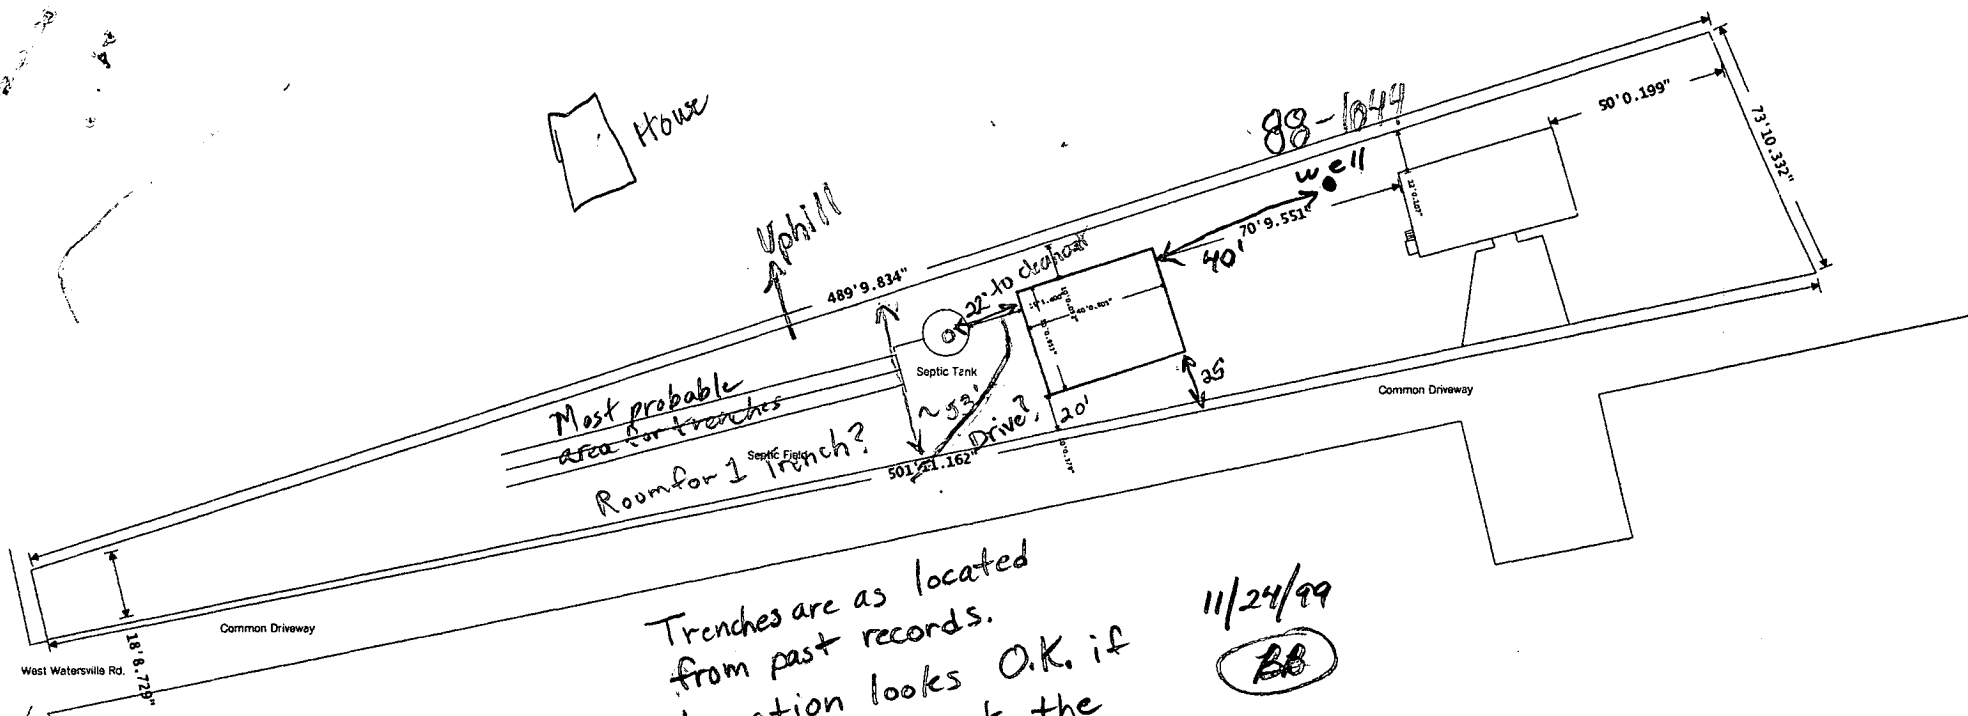 House
Uphill
88-1044
well
50'0.199"
73'10.332"
70'9.551"
40'
489'9.834"
22' to cleanout
Septic Tank
25
20'
Common Driveway
Most probable
area for trenches
~ 53'
Drive?
Septic Field
Room for 1 Trench?
501'11.162"
Common Driveway
18'8.729"
West Watersville Rd.
Trenches are as located
from past records.
location looks O.K. if
the
11/24/99
BB